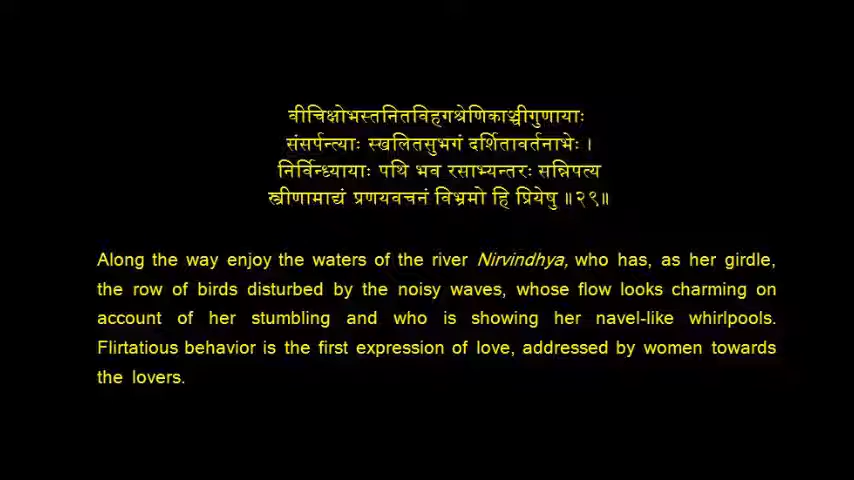 वीचिक्षोभस्तनितविहगश्रेणिकाञ्चीगुणायाः
संसर्पन्त्याः स्खलितसुभगं दर्शितावर्तनाभेः ।
निर्विन्ध्यायाः पथि भव रसाभ्यन्तरः सन्निपत्य
स्त्रीणामाद्यं प्रणयवचनं विभ्रमो हि प्रियेषु ॥२९॥
Along the way enjoy the waters of the river Nirvindhya, who has, as her girdle,
the row of birds disturbed by the noisy waves, whose flow looks charming on
account of her stumbling and who is showing her navel-like whirlpools.
Flirtatious behavior is the first expression of love, addressed by women towards
the lovers.